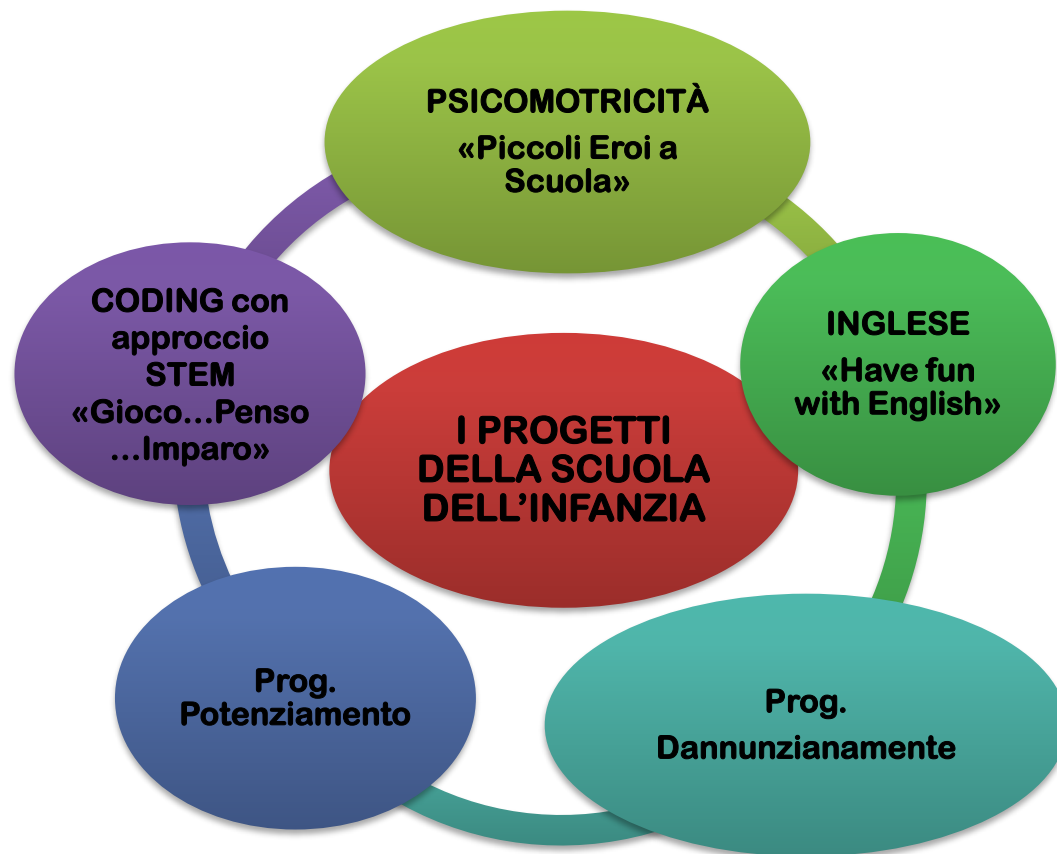 PSICOMOTRICITÀ
«Piccoli Eroi a
Scuola»
INGLESE
«Have fun
with English»
Prog.
Dannunzianamente
Prog.
Potenziamento
CODING con
approccio
STEM
«Gioco...Penso
...Imparo»
I PROGETTI
DELLA SCUOLA
DELL’INFANZIA